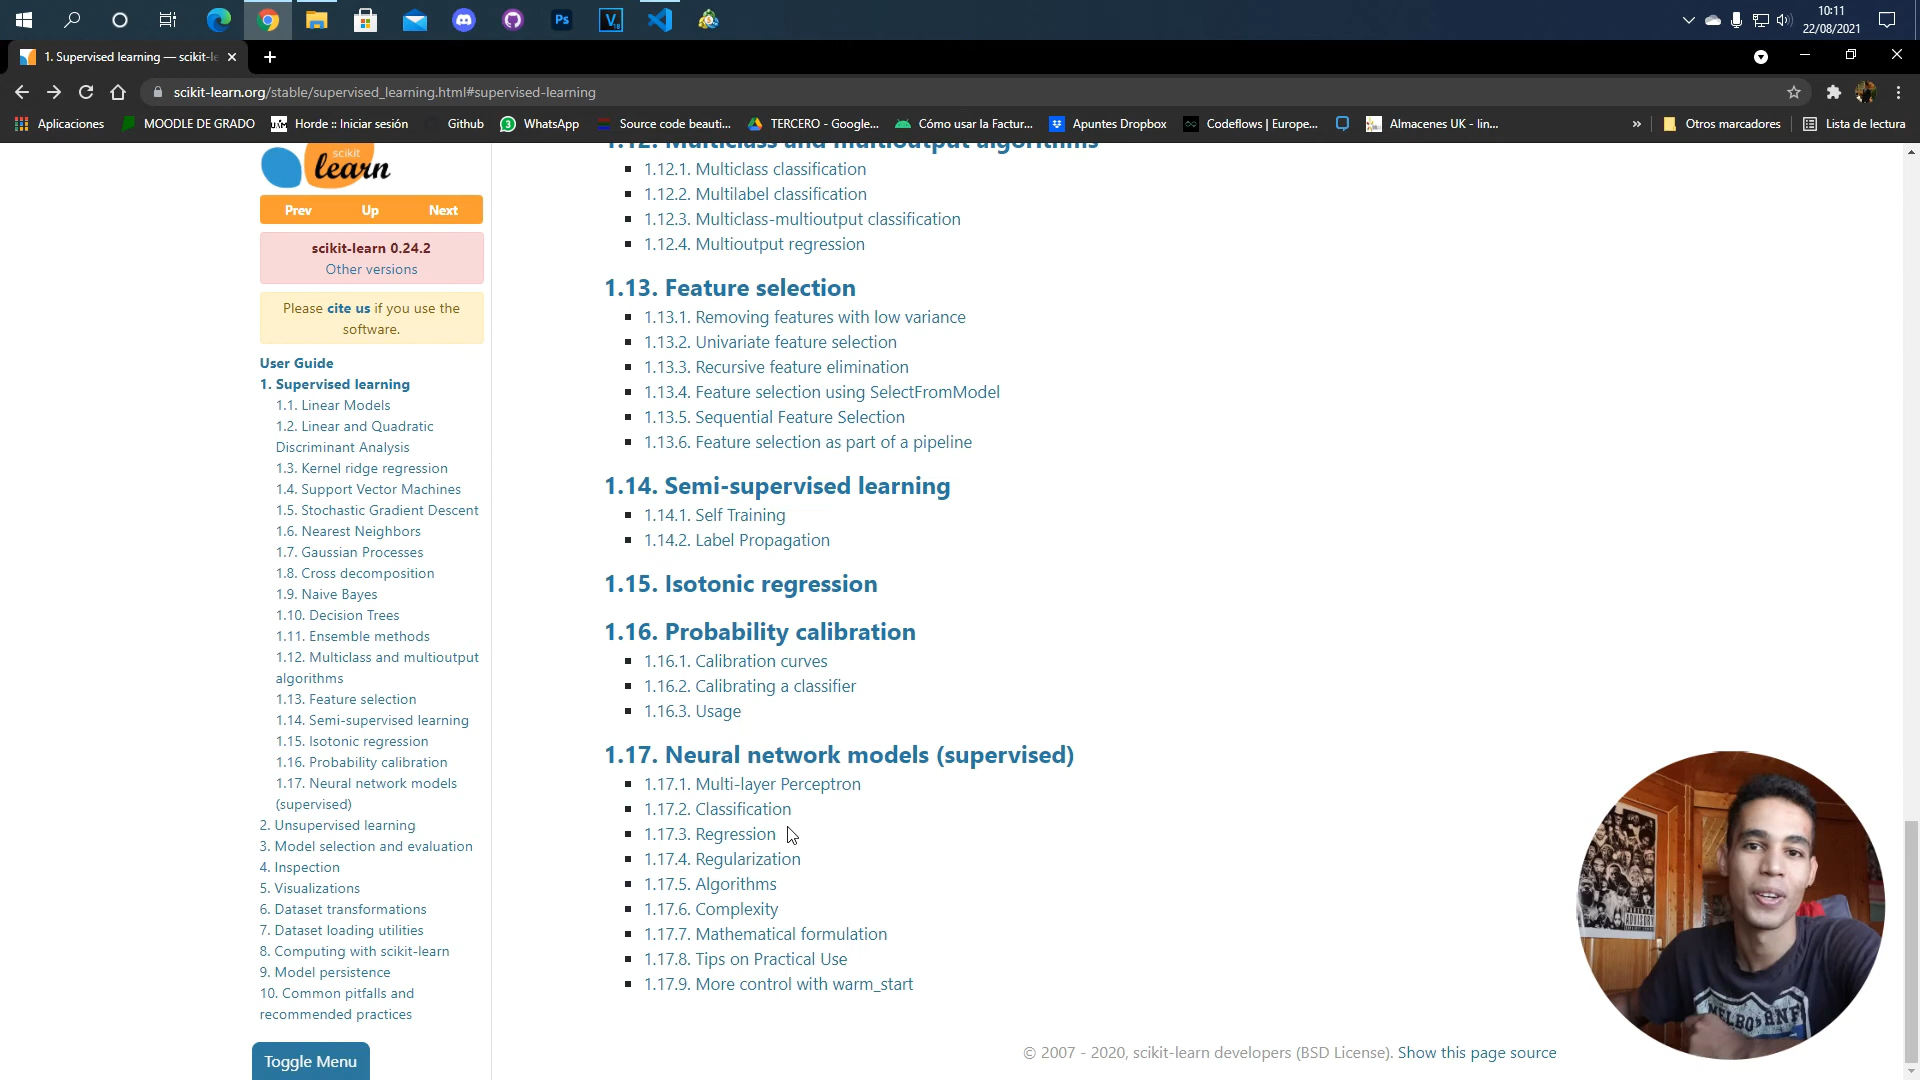 Ps
10:11
22/08/2021
1. Supervised learning — scikit-le
scikit-learn.org/stable/supervised_learning.html#supervised-learning
Aplicaciones
MOODLE DE GRADO
Horde :: Iniciar sesión
Github
WhatsApp
Source code beauti...
TERCERO - Google...
Cómo usar la Factur...
Apuntes Dropbox
Codeflows | Europe...
Almacenes UK - lin...
»
Otros marcadores
Lista de lectura
scikit
learn
Prev Up Next
scikit-learn 0.24.2
Other versions
Please cite us if you use the
software.
User Guide
1. Supervised learning
1.1. Linear Models
1.2. Linear and Quadratic
Discriminant Analysis
1.3. Kernel ridge regression
1.4. Support Vector Machines
1.5. Stochastic Gradient Descent
1.6. Nearest Neighbors
1.7. Gaussian Processes
1.8. Cross decomposition
1.9. Naive Bayes
1.10. Decision Trees
1.11. Ensemble methods
1.12. Multiclass and multioutput
algorithms
1.13. Feature selection
1.14. Semi-supervised learning
1.15. Isotonic regression
1.16. Probability calibration
1.17. Neural network models
(supervised)
2. Unsupervised learning
3. Model selection and evaluation
4. Inspection
5. Visualizations
6. Dataset transformations
7. Dataset loading utilities
8. Computing with scikit-learn
9. Model persistence
10. Common pitfalls and
recommended practices
Toggle Menu
1.12. Multiclass and multioutput algorithms
1.12.1. Multiclass classification
1.12.2. Multilabel classification
1.12.3. Multiclass-multioutput classification
1.12.4. Multioutput regression
1.13. Feature selection
1.13.1. Removing features with low variance
1.13.2. Univariate feature selection
1.13.3. Recursive feature elimination
1.13.4. Feature selection using SelectFromModel
1.13.5. Sequential Feature Selection
1.13.6. Feature selection as part of a pipeline
1.14. Semi-supervised learning
1.14.1. Self Training
1.14.2. Label Propagation
1.15. Isotonic regression
1.16. Probability calibration
1.16.1. Calibration curves
1.16.2. Calibrating a classifier
1.16.3. Usage
1.17. Neural network models (supervised)
1.17.1. Multi-layer Perceptron
1.17.2. Classification
1.17.3. Regression
1.17.4. Regularization
1.17.5. Algorithms
1.17.6. Complexity
1.17.7. Mathematical formulation
1.17.8. Tips on Practical Use
1.17.9. More control with warm_start
© 2007 - 2020, scikit-learn developers (BSD License). Show this page source